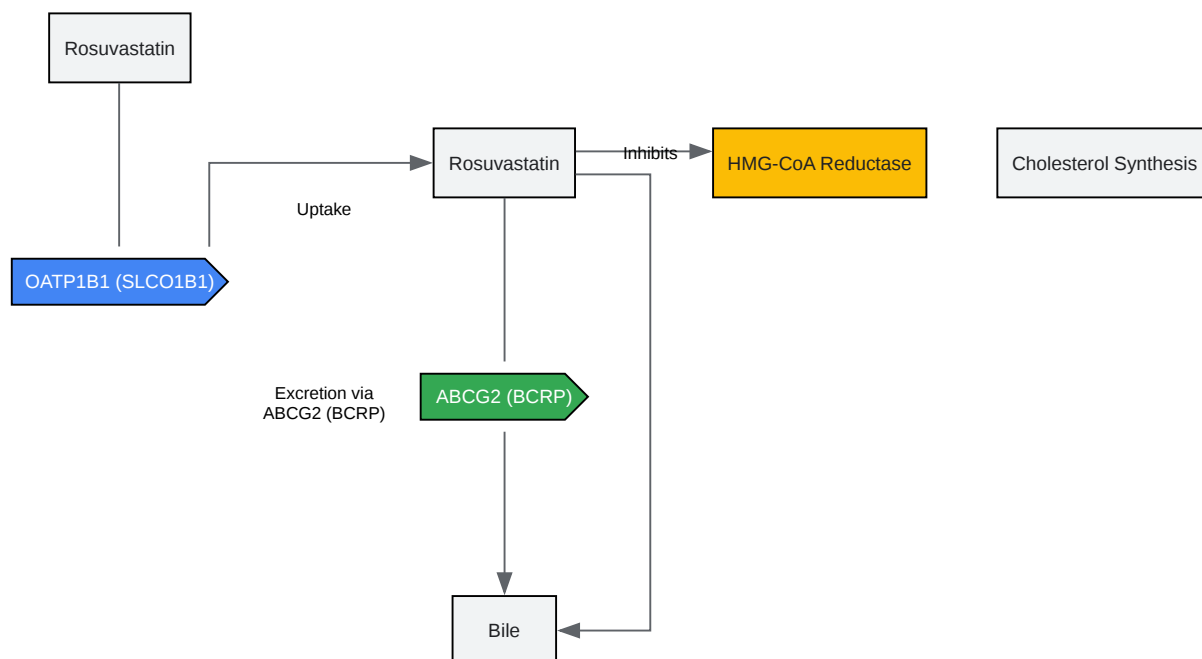 Rosuvastatin
Rosuvastatin
Inhibits
HMG-CoA Reductase
Cholesterol Synthesis
Uptake
OATP1B1 (SLCO1B1)
Excretion via
ABCG2 (BCRP)
ABCG2 (BCRP)
Bile